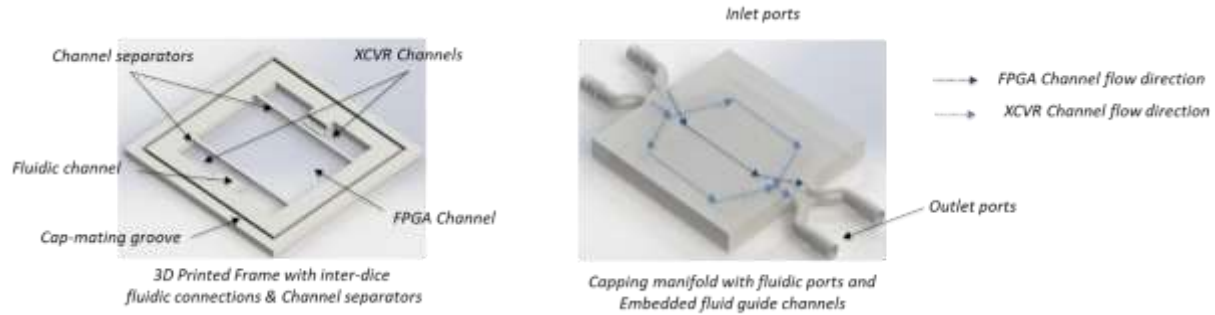 Inlet ports
Channel separators
XCVR Channels
FPGA Channel flow direction
XCVR Channel flow direction
Fluidic channel
FPGA Channel
Outlet ports
Cap-mating groove
3D Printed Frame with inter-dice
fluidic connections & Channel separators
Capping manifold with fluidic ports and
Embedded fluid guide channels